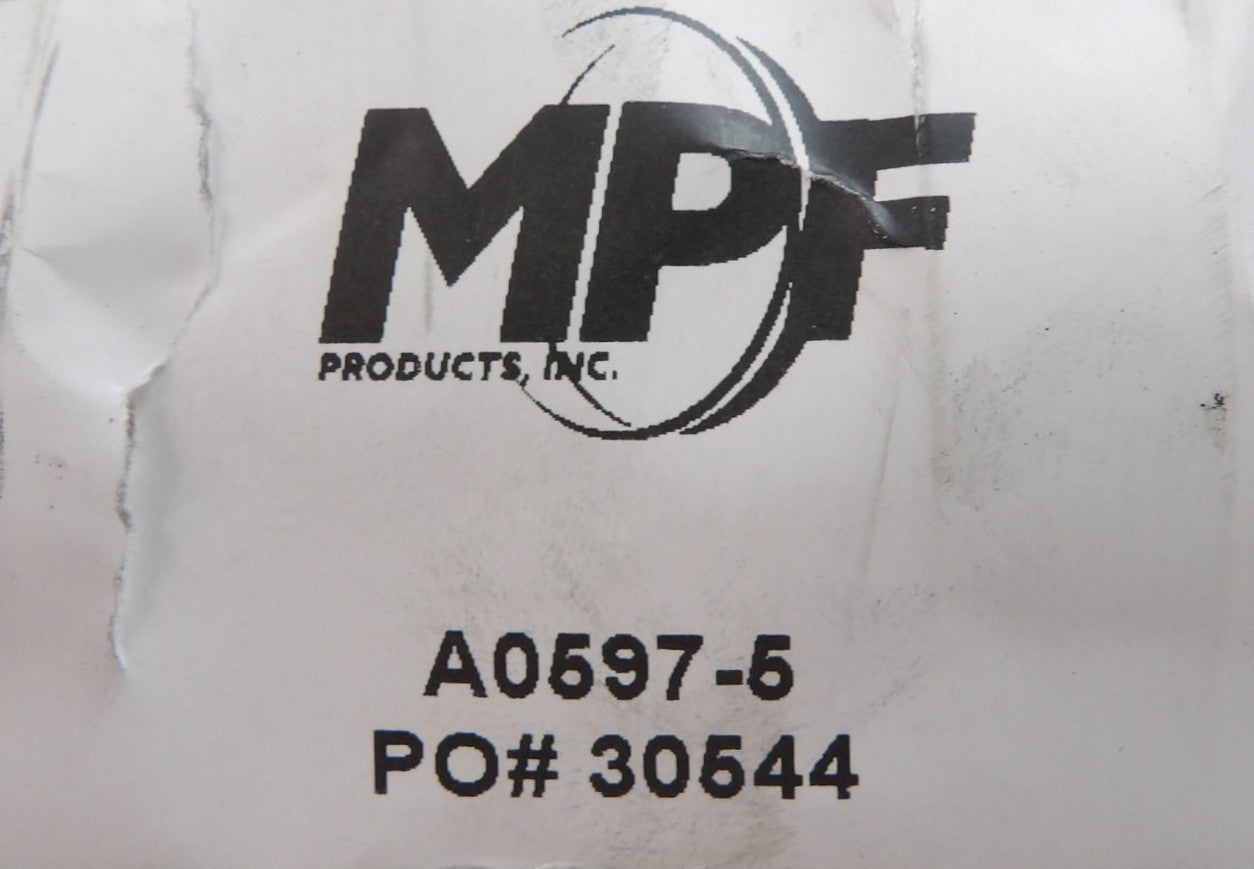 MPF
PRODUCTS, INC.
A0597-5
PO# 30544